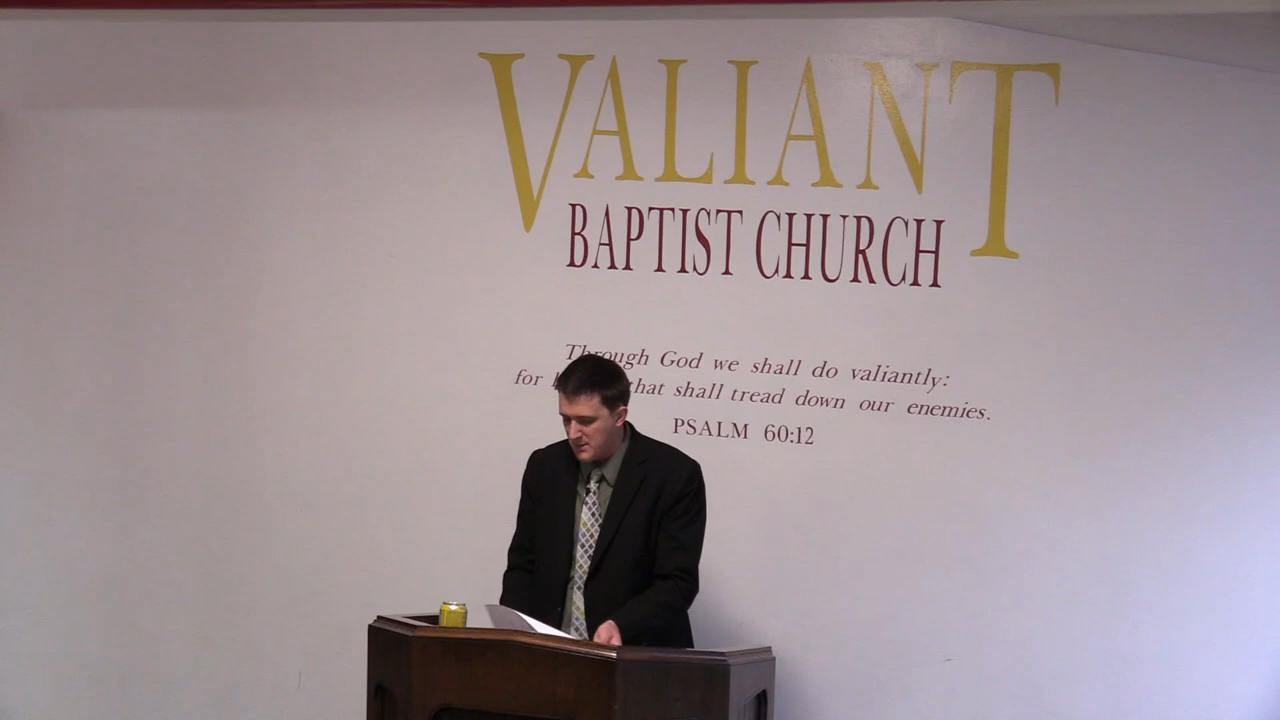 VALIANT
BAPTIST CHURCH
Through God we shall do valiantly:
for that shall tread down our enemies.
PSALM 60:12